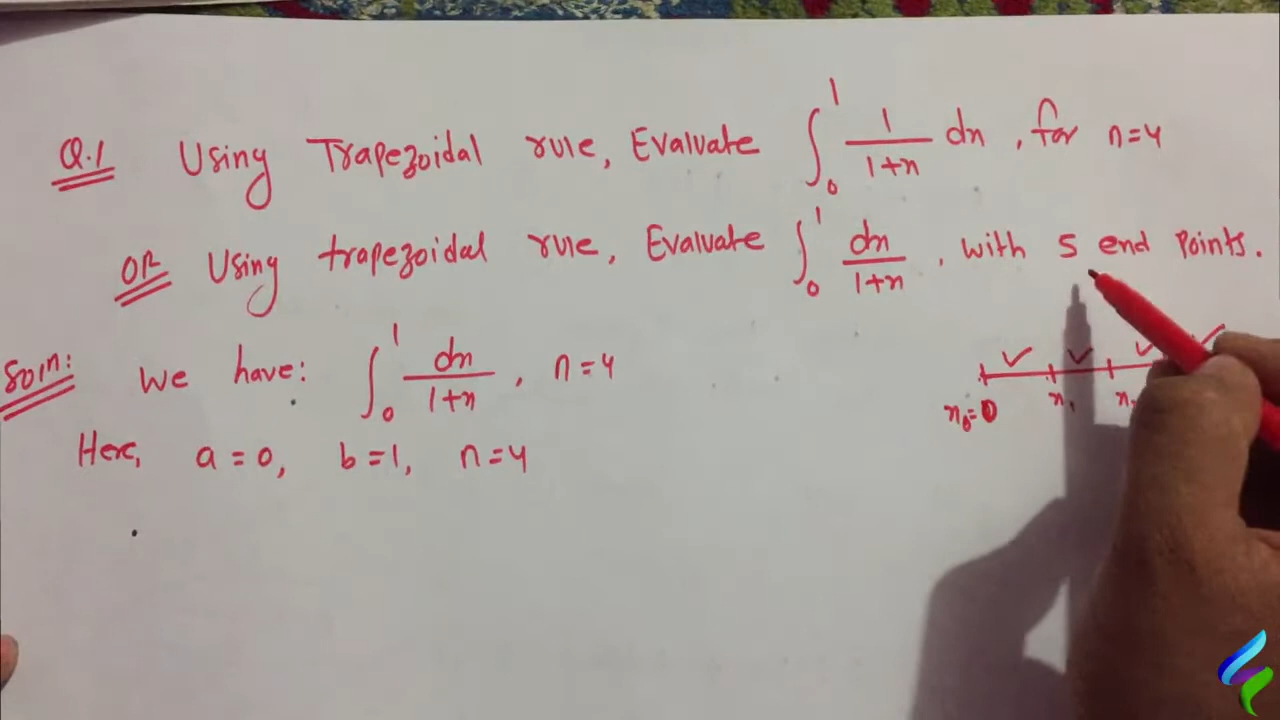 Q.1 Using Trapezoidal rule, Evaluate ∫₀¹ 1/(1+x) dx, for n=4
OR Using trapezoidal rule, Evaluate ∫₀¹ dx/(1+x), with 5 end points.
Soln: We have: ∫₀¹ dx/(1+x), n=4
x₀=0 x₁ x₂
Here, a=0, b=1, n=4